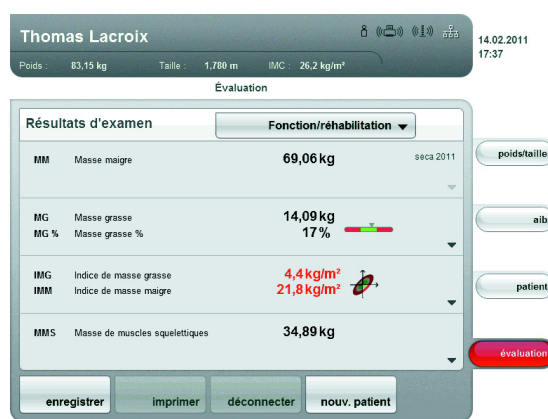 Thomas Lacroix
14.02.2011
17:37
Poids : 83,15 kg Taille : 1,780 m IMC : 26,2 kg/m²
Évaluation
Résultats d'examen
Fonction/réhabilitation
MM Masse maigre 69,06 kg seca 2011
MG Masse grasse 14,09 kg
MG % Masse grasse % 17 %
IMG Indice de masse grasse 4,4 kg/m²
IMM Indice de masse maigre 21,8 kg/m²
MMS Masse de muscles squelettiques 34,89 kg
poids/taille
aib
patient
évaluation
enregistrer imprimer déconnecter nouv. patient